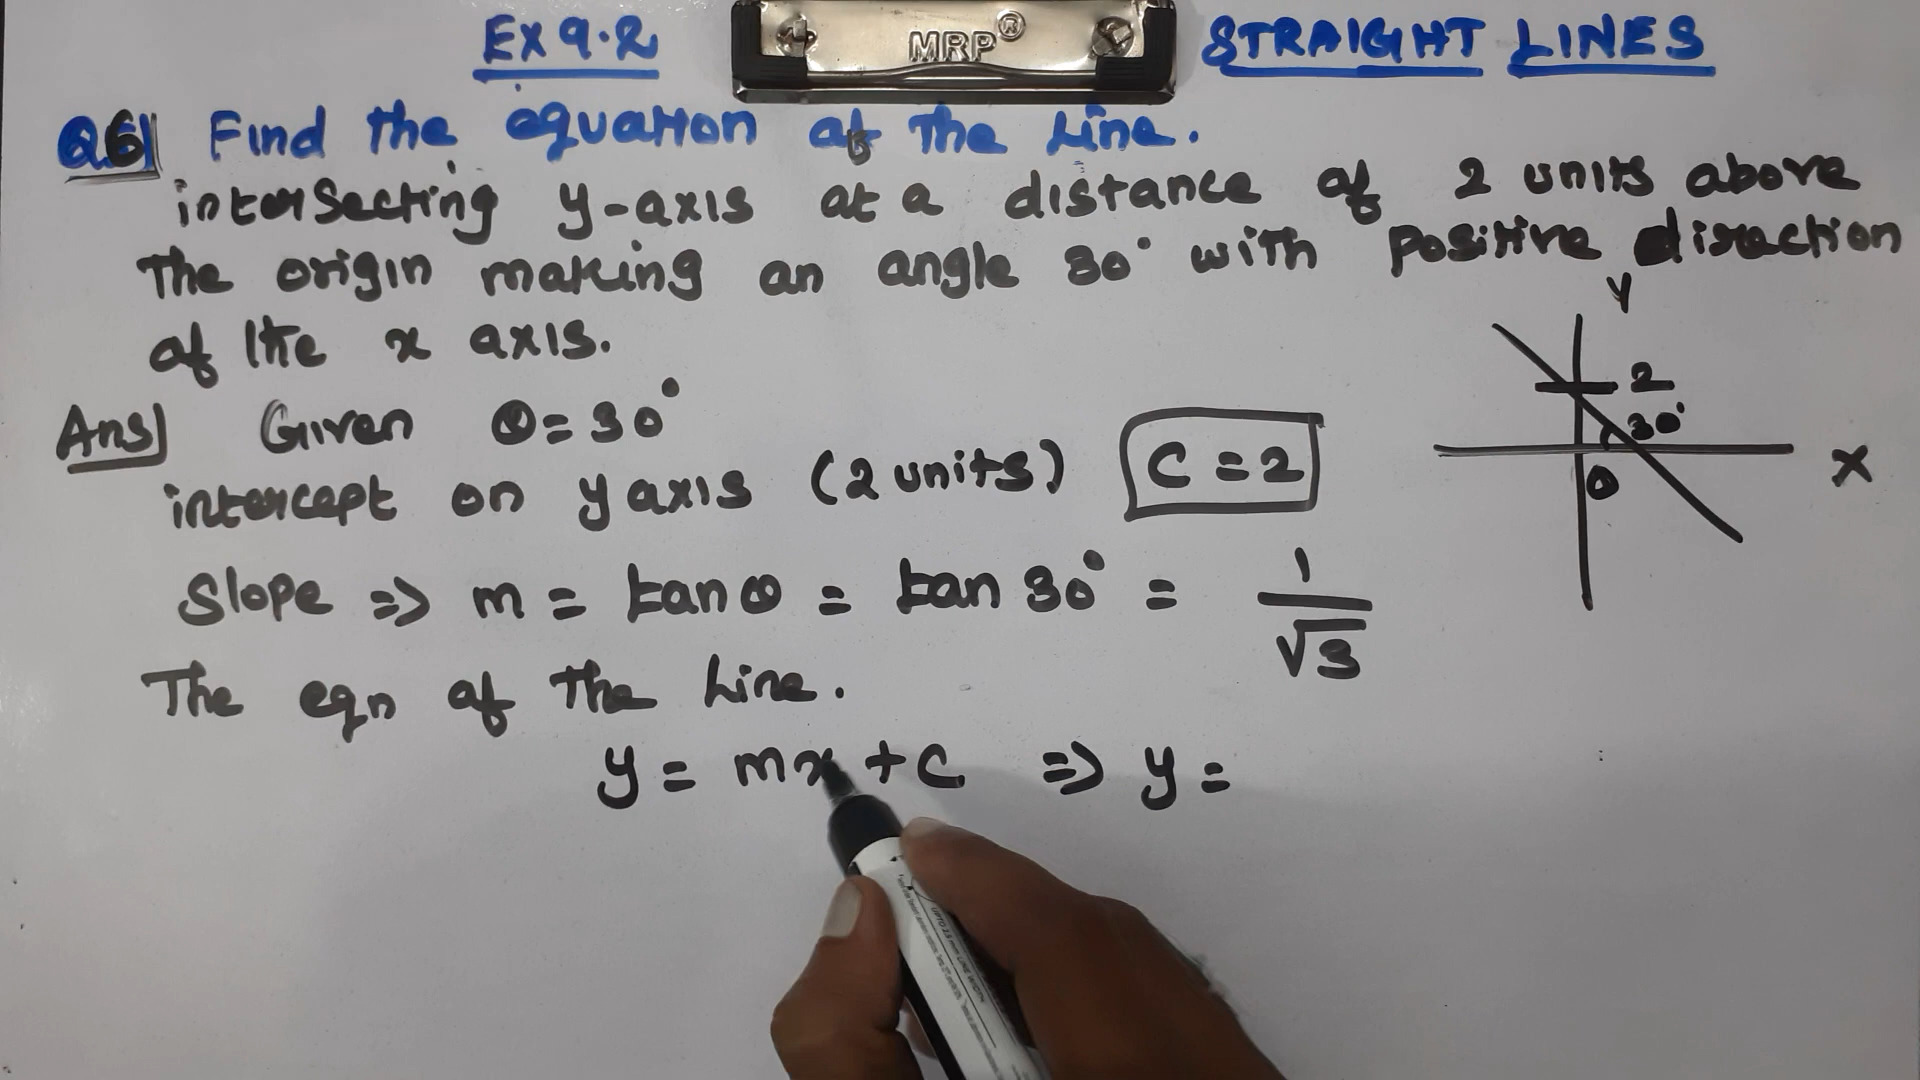 Ex 9.2
MRP®
STRAIGHT LINES
Q6) Find the equation of the line.
intersecting y-axis at a distance of 2 units above
the origin making an angle 30° with positive direction
of the x axis.
Y
2
30°
X
O
Ans) Given θ = 30°
intercept on y axis (2 units) C = 2
Slope => m = tan θ = tan 30° = 1/√3
The eqn of the line.
y = mx + c => y =